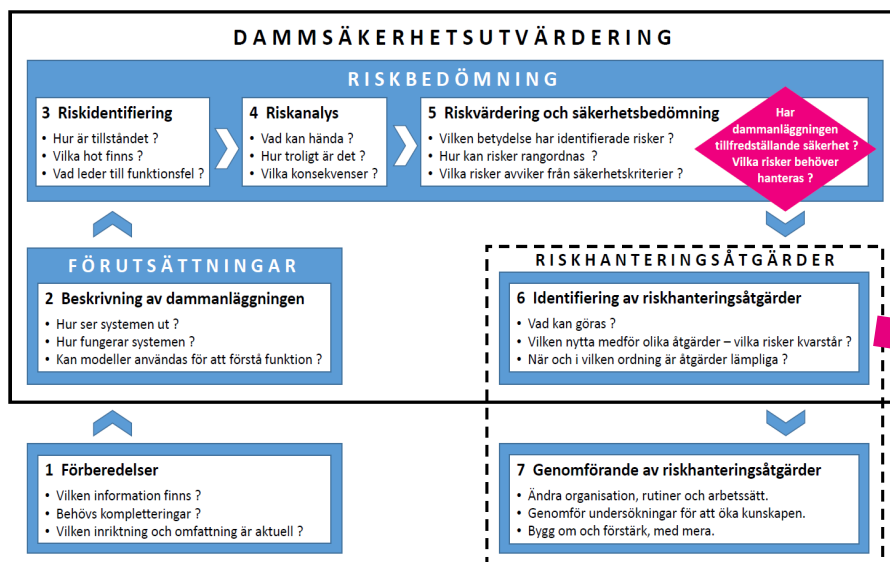 DAMMSÄKERHETSUTVÄRDERING
RISKBEDÖMNING
3 Riskidentifiering
• Hur är tillståndet ?
• Vilka hot finns ?
• Vad leder till funktionsfel ?
4 Riskanalys
• Vad kan hända ?
• Hur troligt är det ?
• Vilka konsekvenser ?
5 Riskvärdering och säkerhetsbedömning
• Vilken betydelse har identifierade risker ?
• Hur kan risker rangordnas ?
• Vilka risker avviker från säkerhetskriterier ?
Har
dammanläggningen
tillfredställande säkerhet ?
Vilka risker behöver
hanteras ?
FÖRUTSÄTTNINGAR
2 Beskrivning av dammanläggningen
• Hur ser systemen ut ?
• Hur fungerar systemen ?
• Kan modeller användas för att förstå funktion ?
RISKHANTERINGSÅTGÄRDER
6 Identifiering av riskhanteringsåtgärder
• Vad kan göras ?
• Vilken nytta medför olika åtgärder – vilka risker kvarstår ?
• När och i vilken ordning är åtgärder lämpliga ?
1 Förberedelser
• Vilken information finns ?
• Behövs kompletteringar ?
• Vilken inriktning och omfattning är aktuell ?
7 Genomförande av riskhanteringsåtgärder
• Ändra organisation, rutiner och arbetssätt.
• Genomför undersökningar för att öka kunskapen.
• Bygg om och förstärk, med mera.